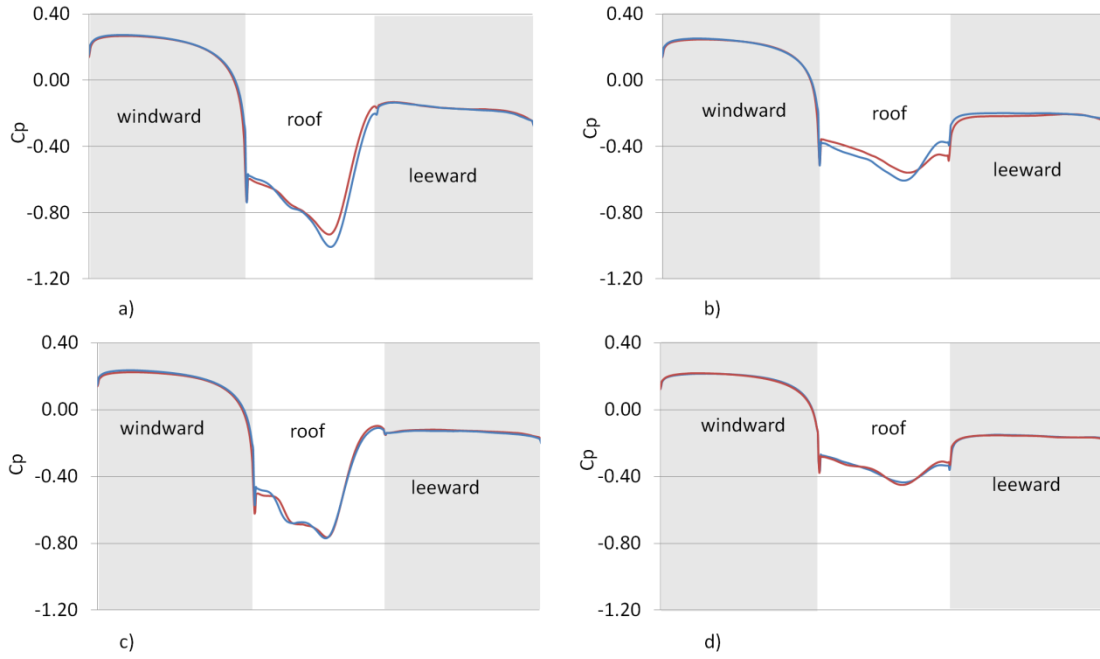 0.40
0.00
-0.40
-0.80
-1.20
Cp
windward
roof
leeward
a)
0.40
0.00
-0.40
-0.80
-1.20
Cp
windward
roof
leeward
b)
0.40
0.00
-0.40
-0.80
-1.20
Cp
windward
roof
leeward
c)
0.40
0.00
-0.40
-0.80
-1.20
Cp
windward
roof
leeward
d)